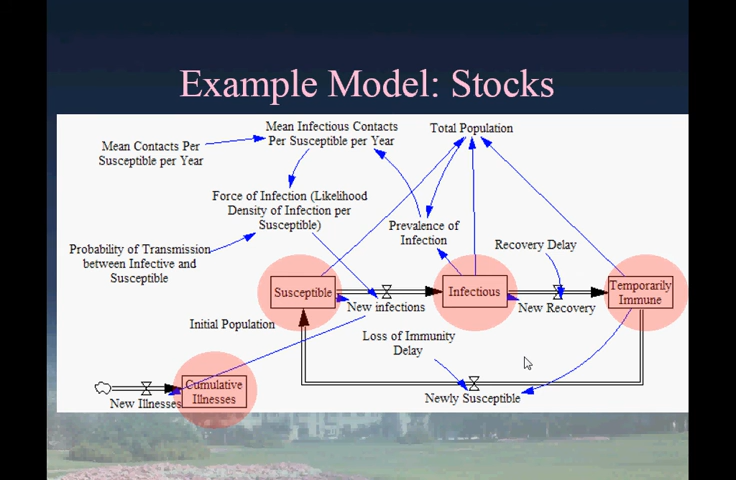 Example Model: Stocks
Mean Infectious Contacts
Per Susceptible per Year
Total Population
Mean Contacts Per
Susceptible per Year
Force of Infection (Likelihood
Density of Infection per
Susceptible)
Prevalence of
Infection
Recovery Delay
Probability of Transmission
between Infective and
Susceptible
Susceptible
Infectious
Temporarily
Immune
New infections
New Recovery
Initial Population
Loss of Immunity
Delay
Cumulative
Illnesses
New Illnesses
Newly Susceptible